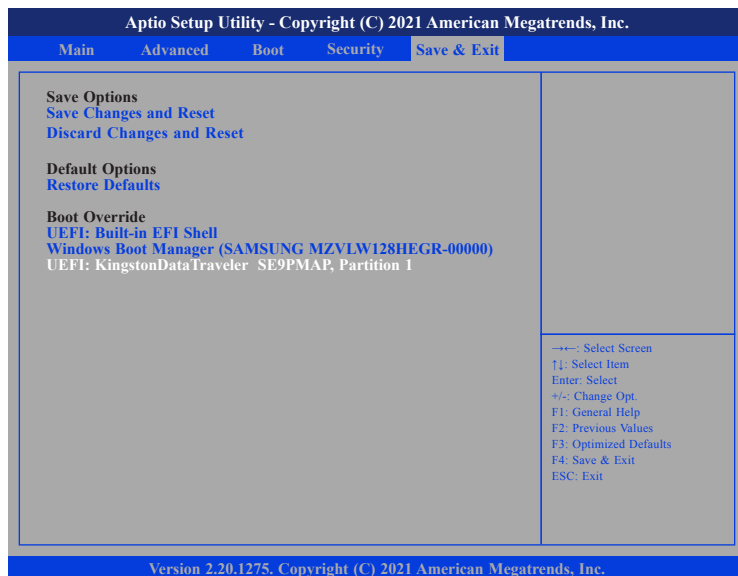 Aptio Setup Utility - Copyright (C) 2021 American Megatrends, Inc.
Main Advanced Boot Security Save & Exit
Save Options
Save Changes and Reset
Discard Changes and Reset
Default Options
Restore Defaults
Boot Override
UEFI: Built-in EFI Shell
Windows Boot Manager (SAMSUNG MZVLW128HEGR-00000)
UEFI: KingstonDataTraveler SE9PMAP, Partition 1
→←: Select Screen
↑↓: Select Item
Enter: Select
+/-: Change Opt.
F1: General Help
F2: Previous Values
F3: Optimized Defaults
F4: Save & Exit
ESC: Exit
Version 2.20.1275. Copyright (C) 2021 American Megatrends, Inc.